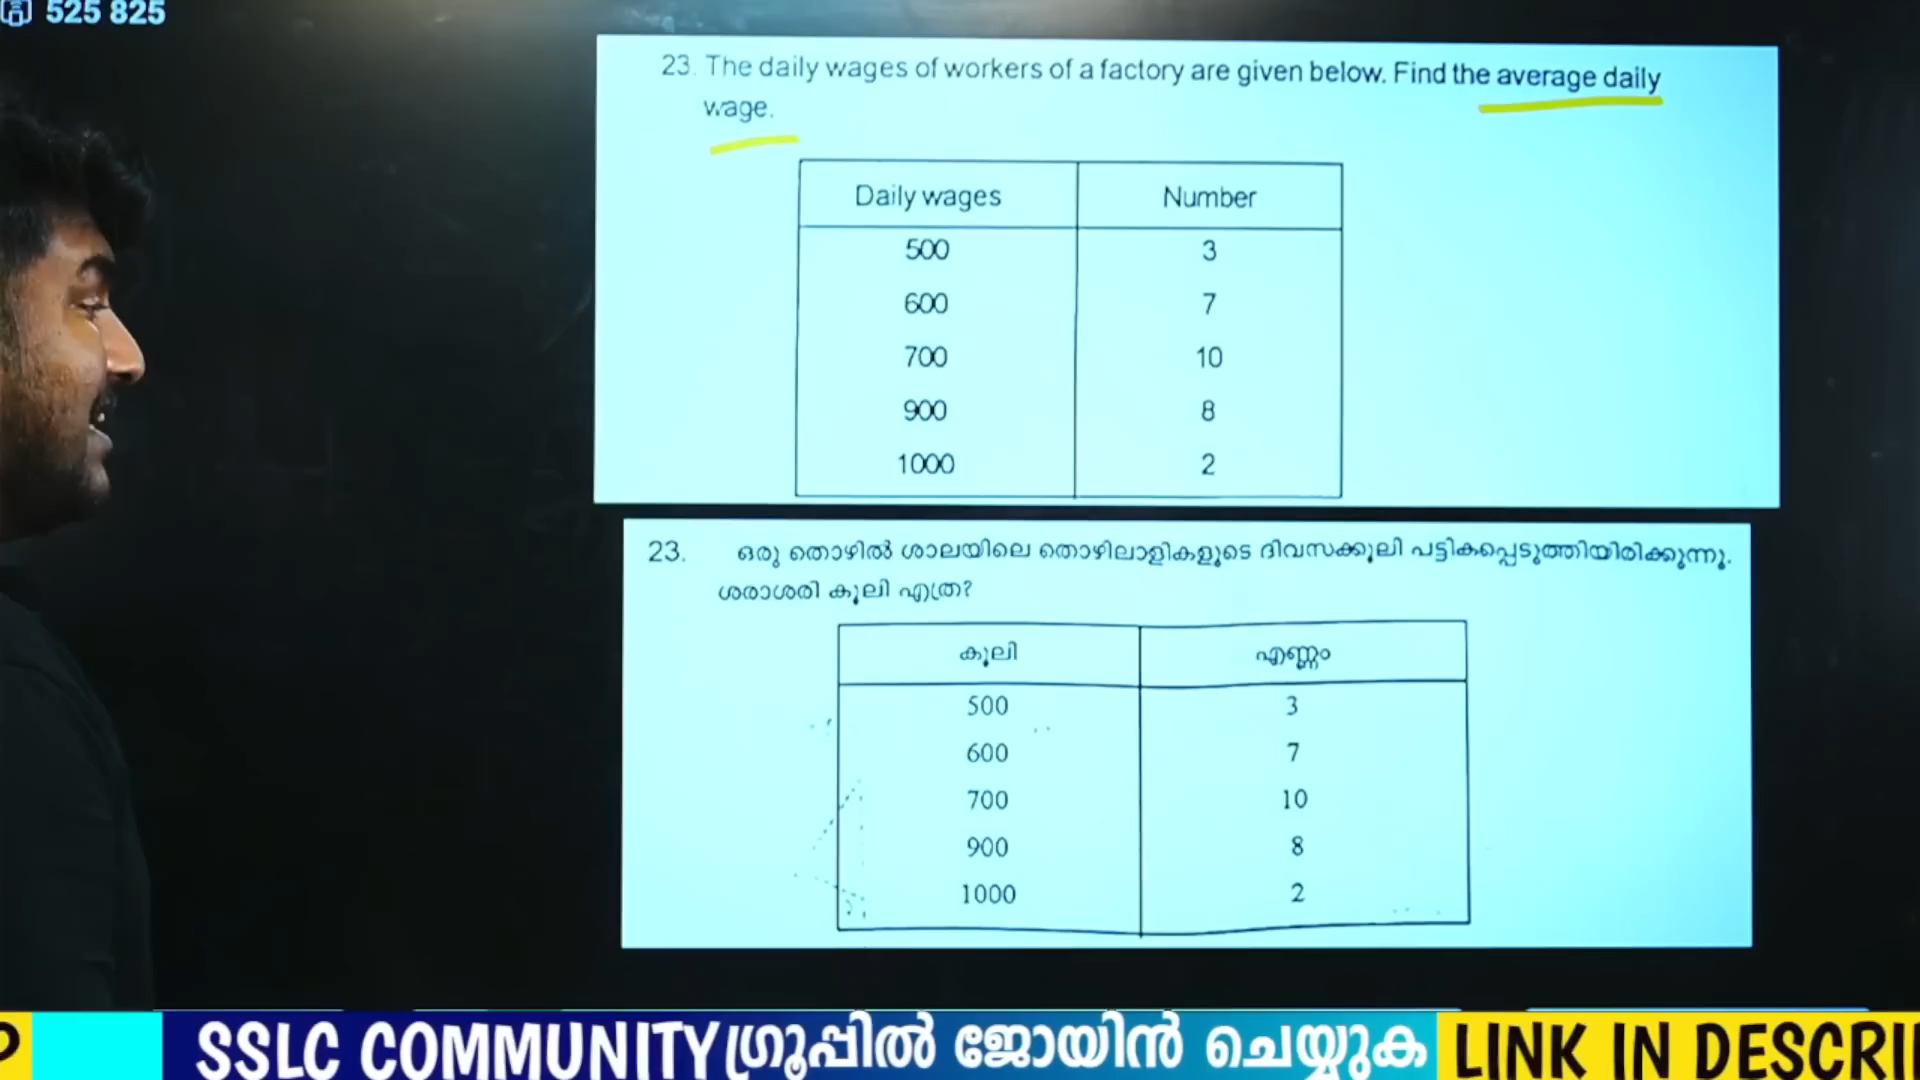 525 825
23. The daily wages of workers of a factory are given below. Find the average daily
wage.
Daily wages Number
500 3
600 7
700 10
900 8
1000 2
23. ഒരു തൊഴിൽ ശാലയിലെ തൊഴിലാളികളുടെ ദിവസക്കൂലി പട്ടികപ്പെടുത്തിയിരിക്കുന്നു.
ശരാശരി കൂലി എത്ര?
കൂലി എണ്ണം
500 3
600 7
700 10
900 8
1000 2
SSLC COMMUNITY ഗ്രൂപ്പിൽ ജോയിൻ ചെയ്യുക LINK IN DESCRI